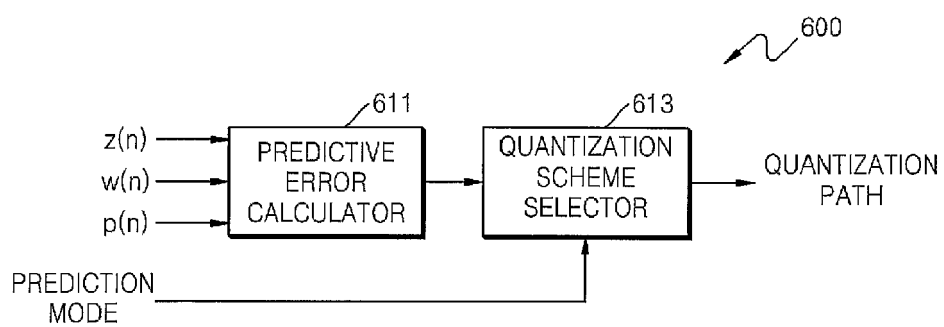 600
611
613
z(n)
w(n)
p(n)
PREDICTIVE
ERROR
CALCULATOR
QUANTIZATION
SCHEME
SELECTOR
QUANTIZATION
PATH
PREDICTION
MODE